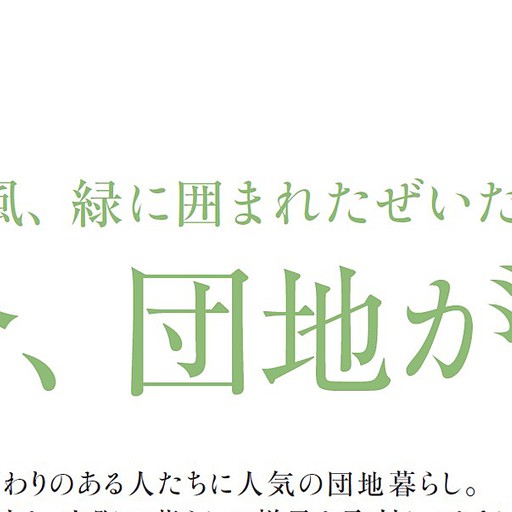 風、緑に囲まれたぜいた
、団地が
わりのある人たちに人気の団地暮らし。